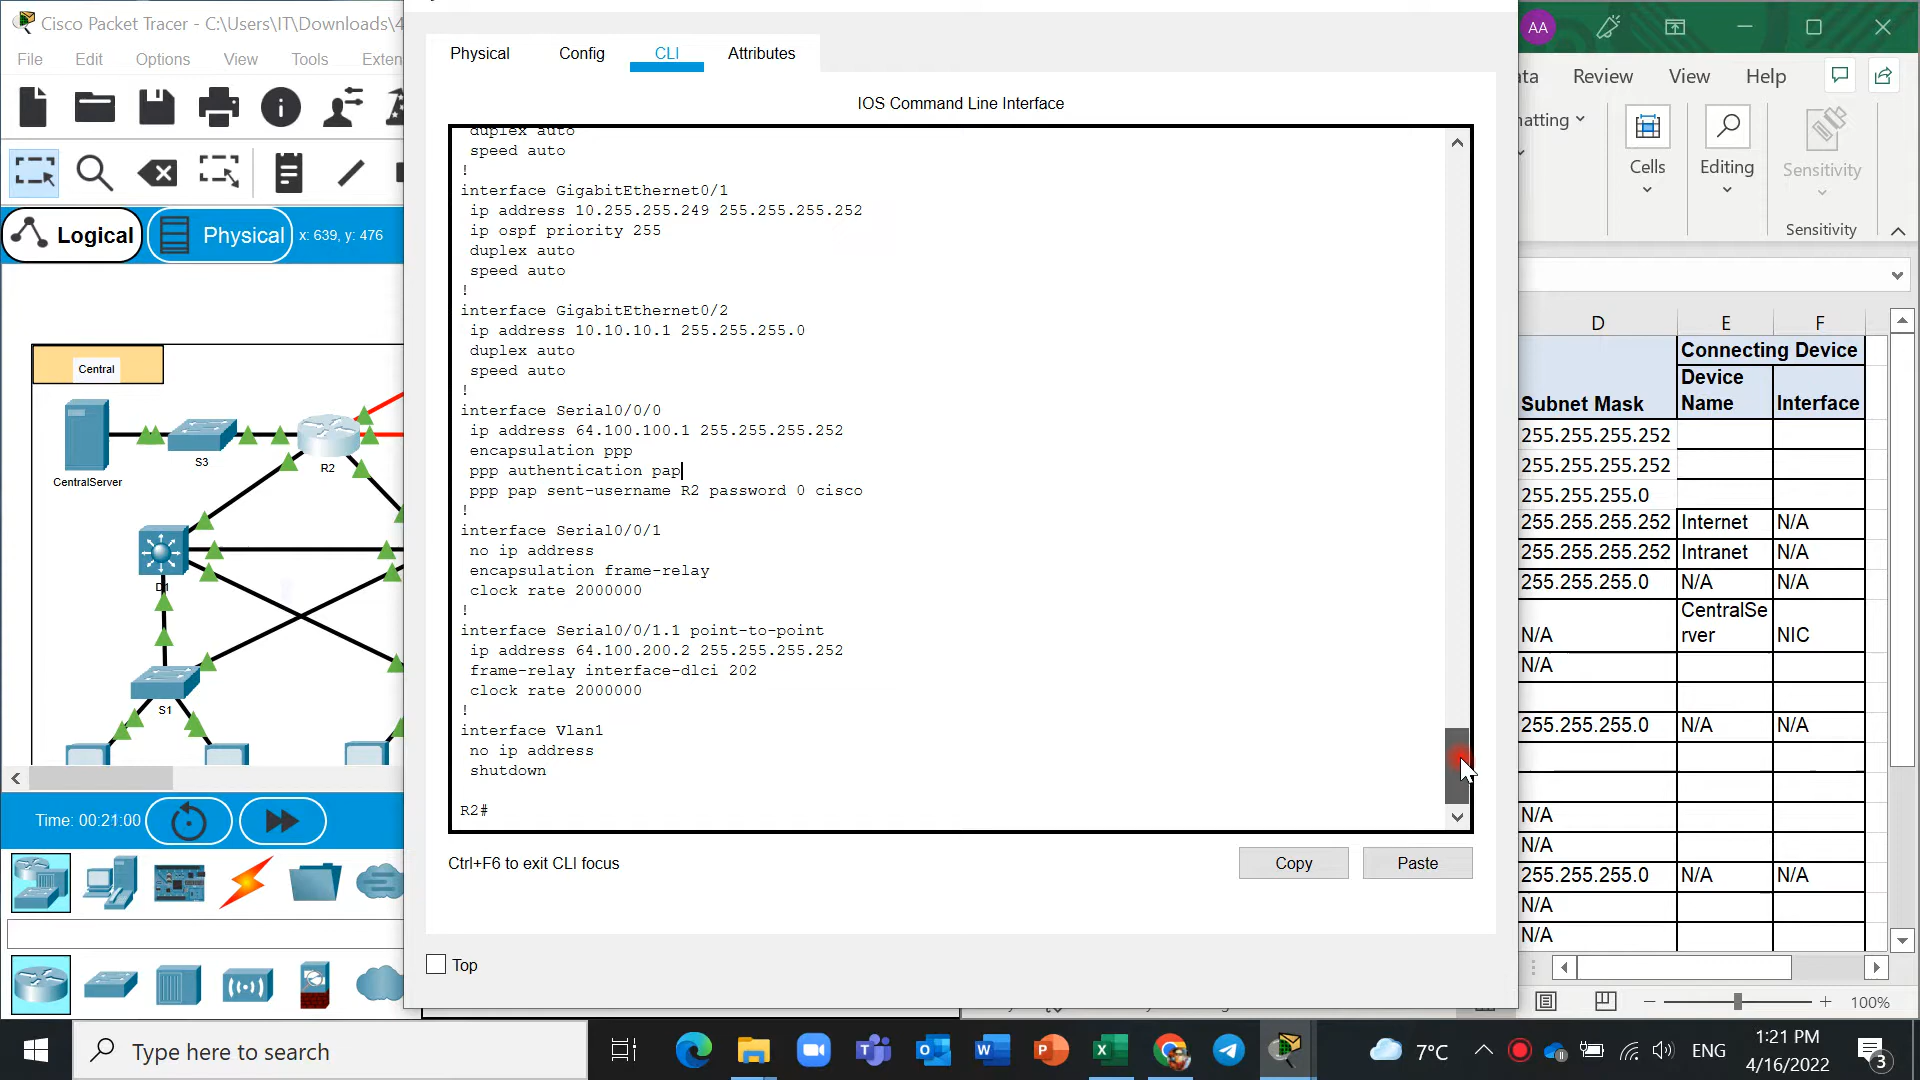 Cisco Packet Tracer - C:\Users\IT\Downloads\4
File Edit Options View Tools Exten
Logical
Physical
x: 639, y: 476
Central
S3
R2
CentralServer
D1
S1
Time: 00:21:00
Physical Config CLI Attributes
IOS Command Line Interface
duplex auto
speed auto
!
interface GigabitEthernet0/1
ip address 10.255.255.249 255.255.255.252
ip ospf priority 255
duplex auto
speed auto
!
interface GigabitEthernet0/2
ip address 10.10.10.1 255.255.255.0
duplex auto
speed auto
!
interface Serial0/0/0
ip address 64.100.100.1 255.255.255.252
encapsulation ppp
ppp authentication pap
ppp pap sent-username R2 password 0 cisco
!
interface Serial0/0/1
no ip address
encapsulation frame-relay
clock rate 2000000
!
interface Serial0/0/1.1 point-to-point
ip address 64.100.200.2 255.255.255.252
frame-relay interface-dlci 202
clock rate 2000000
!
interface Vlan1
no ip address
shutdown
R2#
Ctrl+F6 to exit CLI focus
Copy
Paste
Top
AA
ata Review View Help
matting
Cells
Editing
Sensitivity
Sensitivity
D E F
Connecting Device
Subnet Mask
Device Name
Interface
255.255.255.252
255.255.255.252
255.255.255.0
255.255.255.252 Internet N/A
255.255.255.252 Intranet N/A
255.255.255.0 N/A N/A
N/A CentralServer NIC
N/A
255.255.255.0 N/A N/A
N/A
N/A
255.255.255.0 N/A N/A
N/A
N/A
100%
Type here to search
7°C
ENG
1:21 PM
4/16/2022
3